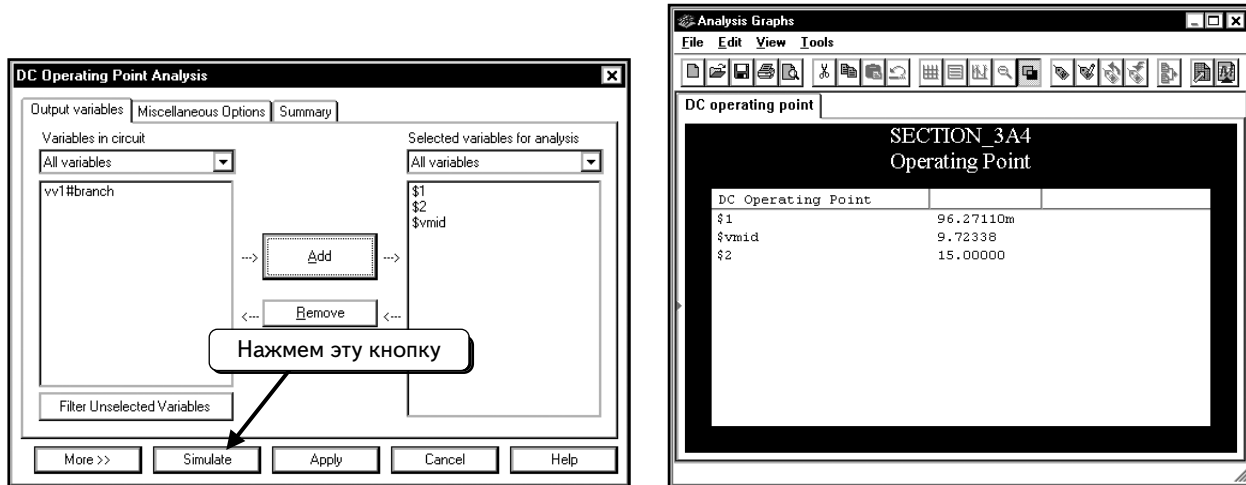 DC Operating Point Analysis
Output variables Miscellaneous Options Summary
Variables in circuit
Selected variables for analysis
All variables
All variables
vv1#branch
$1
$2
$vmid
---> Add --->
<--- Remove <---
Нажмем эту кнопку
Filter Unselected Variables
More >> Simulate Apply Cancel Help
Analysis Graphs
File Edit View Tools
DC operating point
SECTION_3A4
Operating Point
DC Operating Point
$1 96.27110m
$vmid 9.72338
$2 15.00000